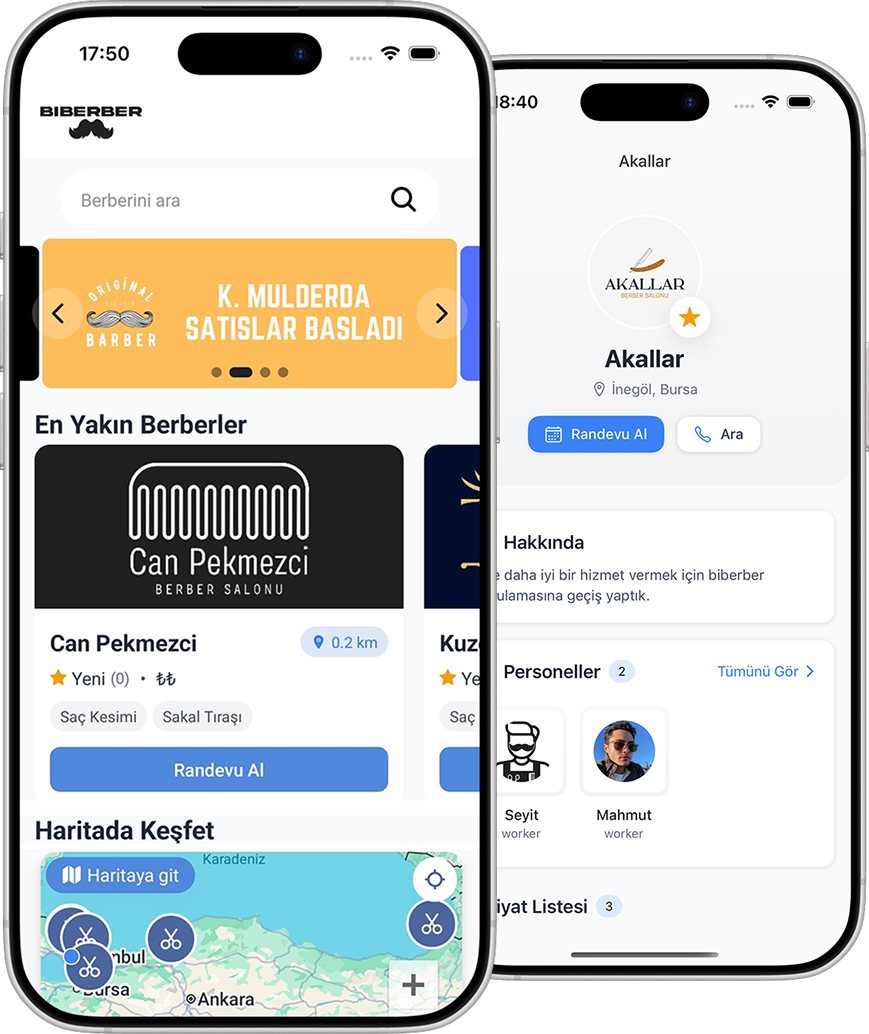 17:50
BIBERBER
Berberini ara
ORİGİNAL
BARBER
K. MULDERDA
SATISLAR BASLADI
En Yakın Berberler
Can Pekmezci
BERBER SALONU
Can Pekmezci
0.2 km
Yeni (0) • ₺₺
Saç Kesimi
Sakal Tıraşı
Randevu Al
Kuz
Ye
Saç
Haritada Keşfet
Karadeniz
Haritaya git
nbul
Bursa
Ankara
+
18:40
Akallar
AKALLAR
BERBER SALONU
Akallar
İnegöl, Bursa
Randevu Al
Ara
Hakkında
e daha iyi bir hizmet vermek için biberber
ulamasına geçiş yaptık.
Personeller 2
Tümünü Gör
Seyit
worker
Mahmut
worker
iyat Listesi 3